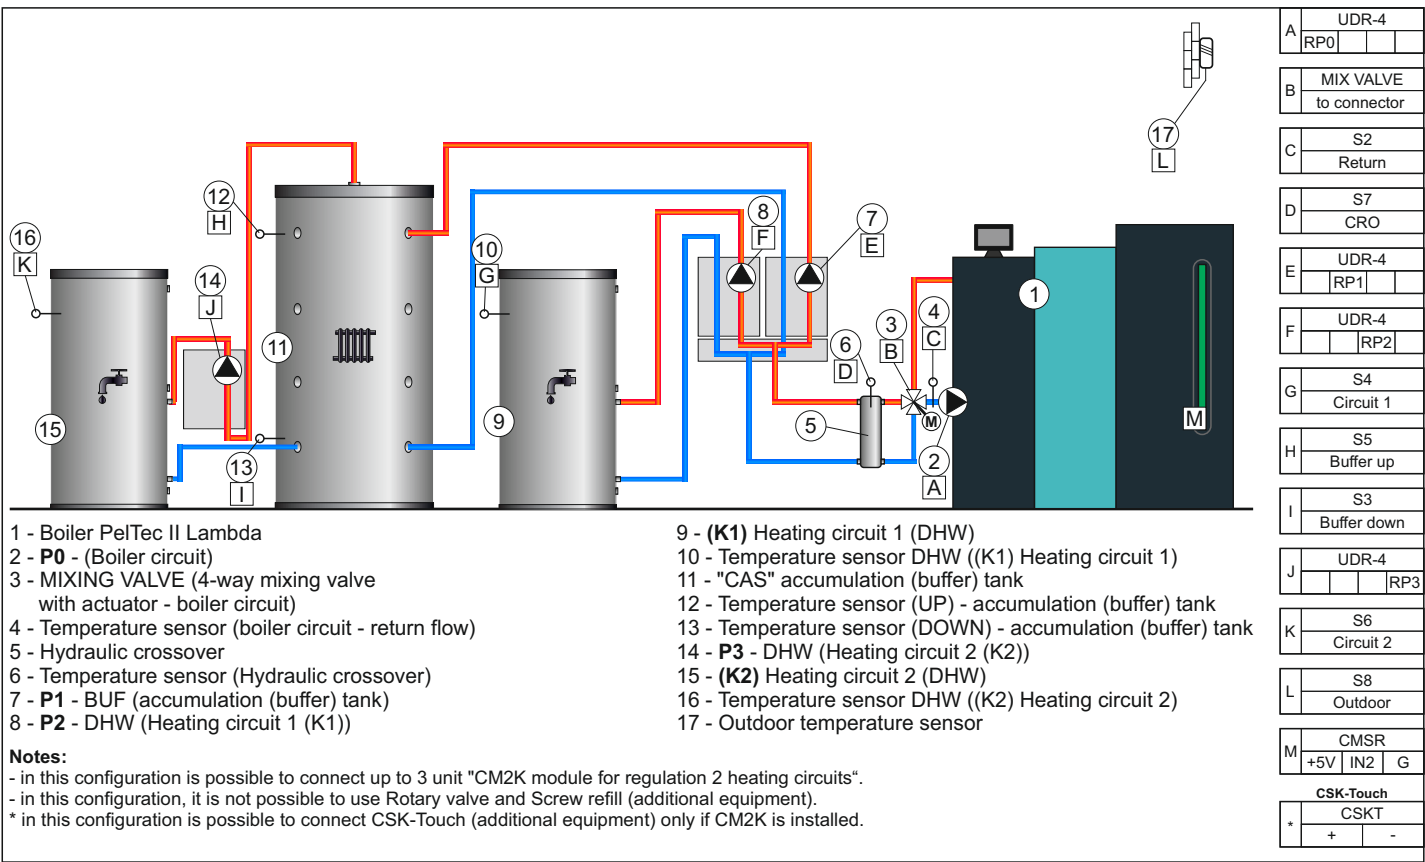 17
L
12
H
8
F
7
E
16
K
10
G
14
J
1
4
C
3
B
6
D
11
M
9
5
15
M
13
I
2
A
1 - Boiler PelTec II Lambda
2 - P0 - (Boiler circuit)
3 - MIXING VALVE (4-way mixing valve
with actuator - boiler circuit)
4 - Temperature sensor (boiler circuit - return flow)
5 - Hydraulic crossover
6 - Temperature sensor (Hydraulic crossover)
7 - P1 - BUF (accumulation (buffer) tank)
8 - P2 - DHW (Heating circuit 1 (K1))
9 - (K1) Heating circuit 1 (DHW)
10 - Temperature sensor DHW ((K1) Heating circuit 1)
11 - "CAS" accumulation (buffer) tank
12 - Temperature sensor (UP) - accumulation (buffer) tank
13 - Temperature sensor (DOWN) - accumulation (buffer) tank
14 - P3 - DHW (Heating circuit 2 (K2))
15 - (K2) Heating circuit 2 (DHW)
16 - Temperature sensor DHW ((K2) Heating circuit 2)
17 - Outdoor temperature sensor
Notes:
- in this configuration is possible to connect up to 3 unit "CM2K module for regulation 2 heating circuits“.
- in this configuration, it is not possible to use Rotary valve and Screw refill (additional equipment).
* in this configuration is possible to connect CSK-Touch (additional equipment) only if CM2K is installed.
A
UDR-4
RP0
B
MIX VALVE
to connector
C
S2
Return
D
S7
CRO
E
UDR-4
RP1
F
UDR-4
RP2
G
S4
Circuit 1
H
S5
Buffer up
I
S3
Buffer down
J
UDR-4
RP3
K
S6
Circuit 2
L
S8
Outdoor
M
CMSR
+5V IN2 G
CSK-Touch
*
CSKT
+ -